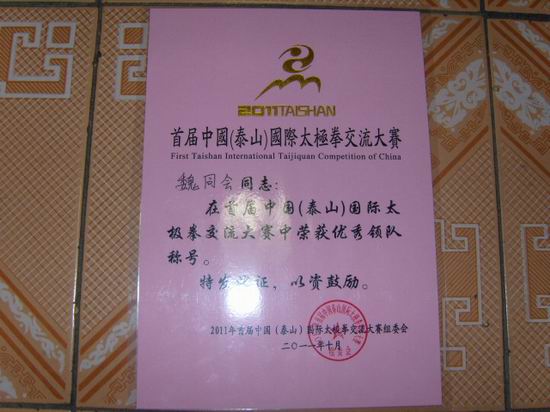 2011TAISHAN
首届中國(泰山)國際太極拳交流大賽
First Taishan International Taijiquan Competition of China
魏同会同志:
在首届中国(泰山)国际太
极拳交流大赛中荣获优秀领队
称号。
特发此证，以资鼓励。
2011年首届中国（泰山）国际太极拳交流大赛组委会
二〇一一年十月